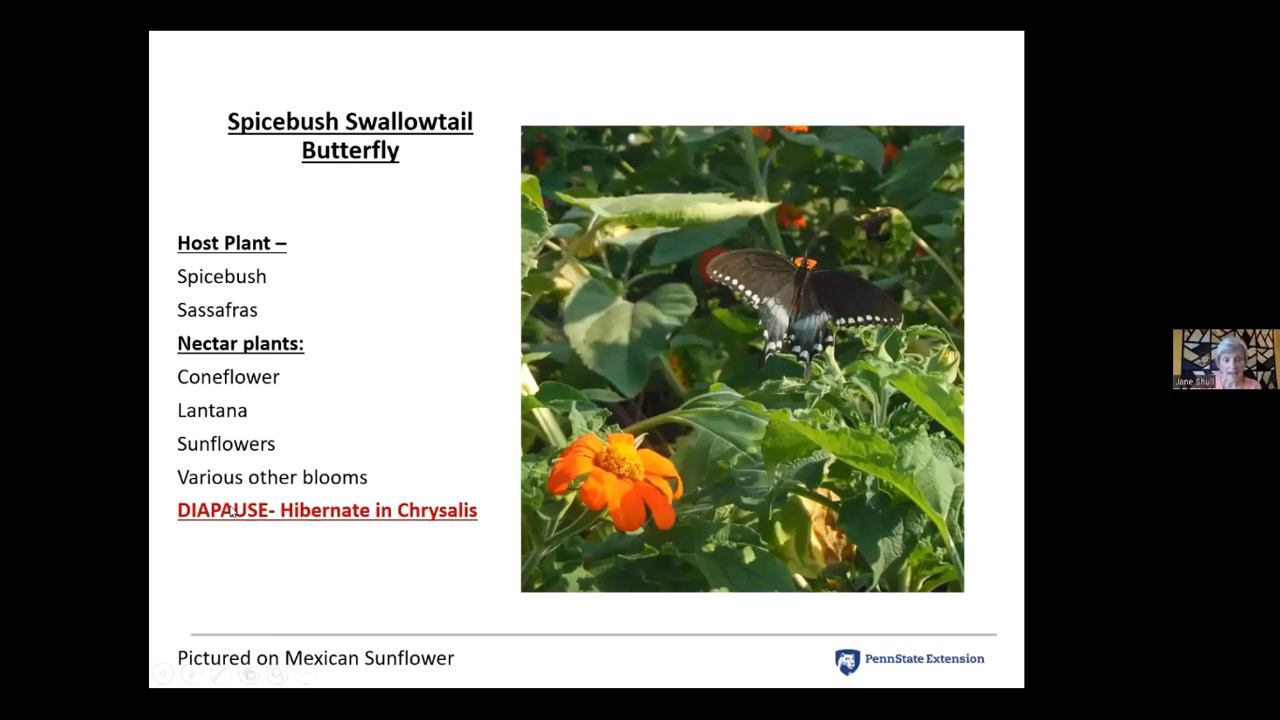 Spicebush Swallowtail
Butterfly
Host Plant –
Spicebush
Sassafras
Nectar plants:
Coneflower
Lantana
Sunflowers
Various other blooms
DIAPAUSE- Hibernate in Chrysalis
Pictured on Mexican Sunflower
PennState Extension
Jane Shull